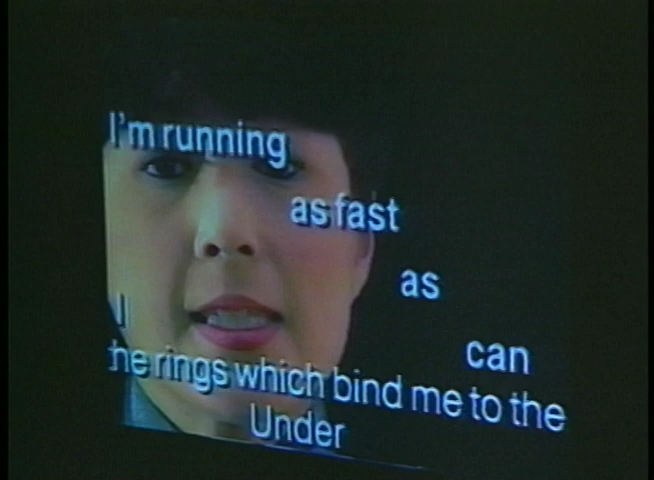 I'm running
as fast
as
I
can
he rings which bind me to the
Under